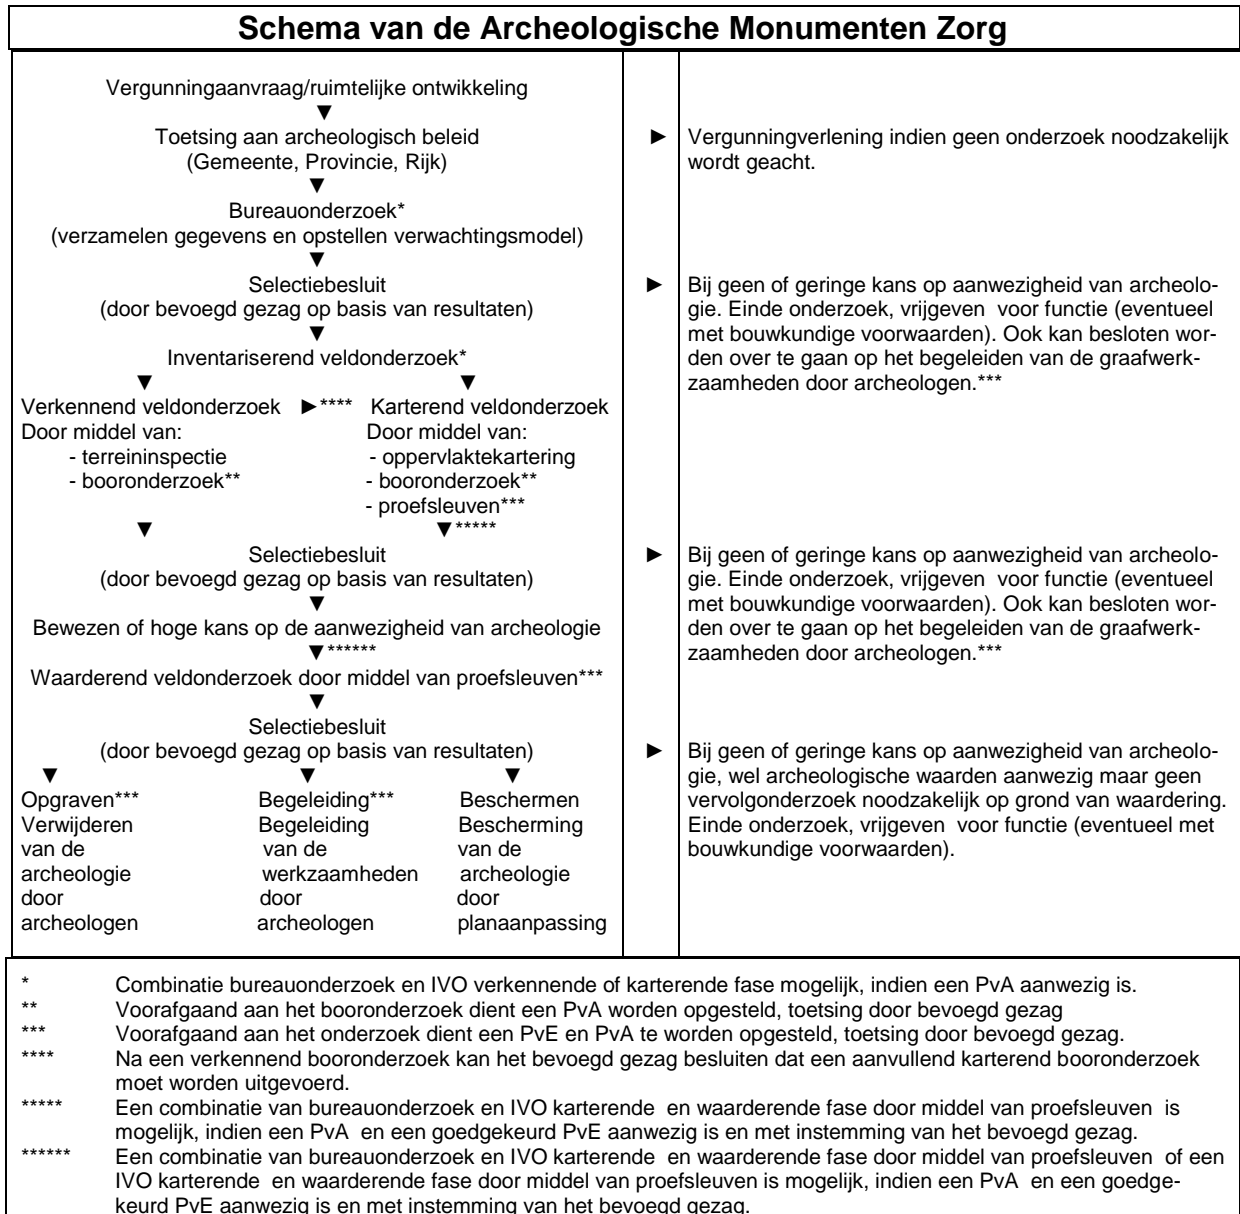 Schema van de Archeologische Monumenten Zorg
Vergunningaanvraag/ruimtelijke ontwikkeling
▼
Toetsing aan archeologisch beleid
(Gemeente, Provincie, Rijk)
► Vergunningverlening indien geen onderzoek noodzakelijk
wordt geacht.
▼
Bureauonderzoek*
(verzamelen gegevens en opstellen verwachtingsmodel)
▼
Selectiebesluit
(door bevoegd gezag op basis van resultaten)
► Bij geen of geringe kans op aanwezigheid van archeolo-
gie. Einde onderzoek, vrijgeven voor functie (eventueel
met bouwkundige voorwaarden). Ook kan besloten wor-
den over te gaan op het begeleiden van de graafwerk-
zaamheden door archeologen.***
▼
Inventariserend veldonderzoek*
▼ ▼
Verkennend veldonderzoek ►**** Karterend veldonderzoek
Door middel van: Door middel van:
- terreininspectie - oppervlaktekartering
- booronderzoek** - booronderzoek**
- proefsleuven***
▼ ▼*****
Selectiebesluit
(door bevoegd gezag op basis van resultaten)
► Bij geen of geringe kans op aanwezigheid van archeolo-
gie. Einde onderzoek, vrijgeven voor functie (eventueel
met bouwkundige voorwaarden). Ook kan besloten wor-
den over te gaan op het begeleiden van de graafwerk-
zaamheden door archeologen.***
▼
Bewezen of hoge kans op de aanwezigheid van archeologie
▼******
Waarderend veldonderzoek door middel van proefsleuven***
▼
Selectiebesluit
(door bevoegd gezag op basis van resultaten)
► Bij geen of geringe kans op aanwezigheid van archeolo-
gie, wel archeologische waarden aanwezig maar geen
vervolgonderzoek noodzakelijk op grond van waardering.
Einde onderzoek, vrijgeven voor functie (eventueel met
bouwkundige voorwaarden).
▼ ▼ ▼
Opgraven*** Begeleiding*** Beschermen
Verwijderen Begeleiding Bescherming
van de van de van de
archeologie werkzaamheden archeologie
door door door
archeologen archeologen planaanpassing
* Combinatie bureauonderzoek en IVO verkennende of karterende fase mogelijk, indien een PvA aanwezig is.
** Voorafgaand aan het booronderzoek dient een PvA worden opgesteld, toetsing door bevoegd gezag
*** Voorafgaand aan het onderzoek dient een PvE en PvA te worden opgesteld, toetsing door bevoegd gezag.
**** Na een verkennend booronderzoek kan het bevoegd gezag besluiten dat een aanvullend karterend booronderzoek
moet worden uitgevoerd.
***** Een combinatie van bureauonderzoek en IVO karterende en waarderende fase door middel van proefsleuven is
mogelijk, indien een PvA en een goedgekeurd PvE aanwezig is en met instemming van het bevoegd gezag.
****** Een combinatie van bureauonderzoek en IVO karterende en waarderende fase door middel van proefsleuven of een
IVO karterende en waarderende fase door middel van proefsleuven is mogelijk, indien een PvA en een goedge-
keurd PvE aanwezig is en met instemming van het bevoegd gezag.